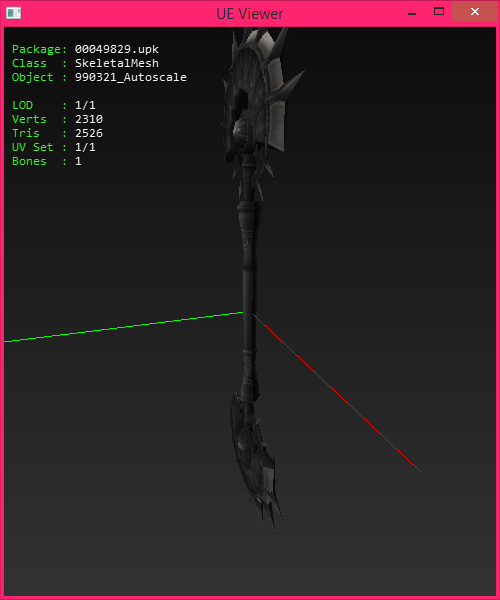 UE Viewer
Package: 00049829.upk
Class  : SkeletalMesh
Object : 990321_Autoscale
LOD    : 1/1
Verts  : 2310
Tris   : 2526
UV Set : 1/1
Bones  : 1